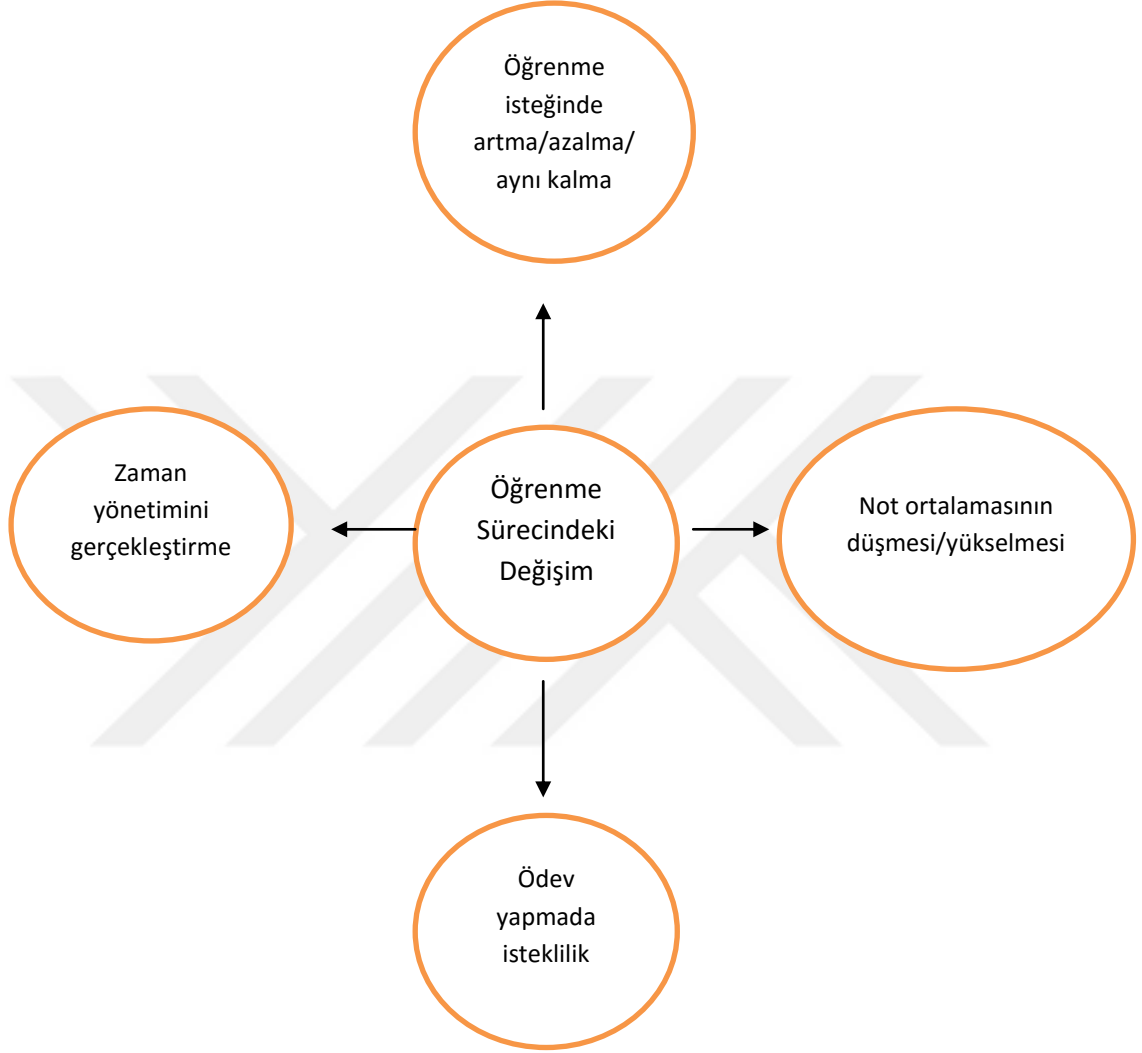 Öğrenme
isteğinde
artma/azalma/
aynı kalma
Zaman
yönetimini
gerçekleştirme
Öğrenme
Sürecindeki
Değişim
Not ortalamasının
düşmesi/yükselmesi
Ödev
yapmada
isteklilik